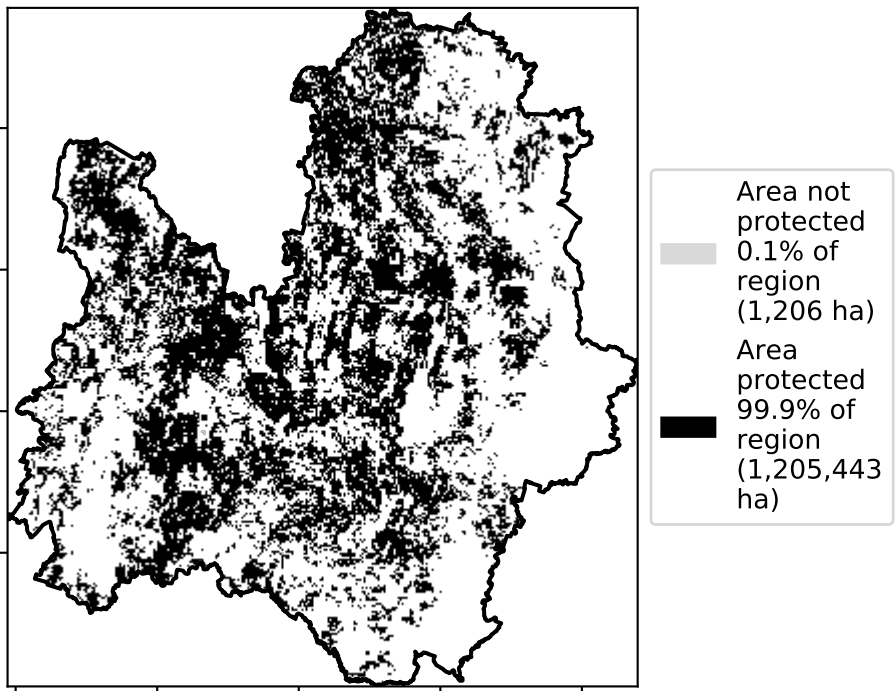 Area not
protected
0.1% of
region
(1,206 ha)
Area
protected
99.9% of
region
(1,205,443
ha)